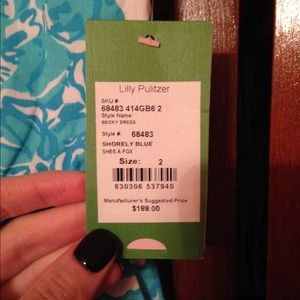 Lilly Pulitzer
SKU #
68483 414GB6 2
Style Name:
BECKY DRESS
Style #: 68483
SHORELY BLUE
SHES A FOX
Size: 2
630306 537940
Manufacturer's Suggested Price
$188.00